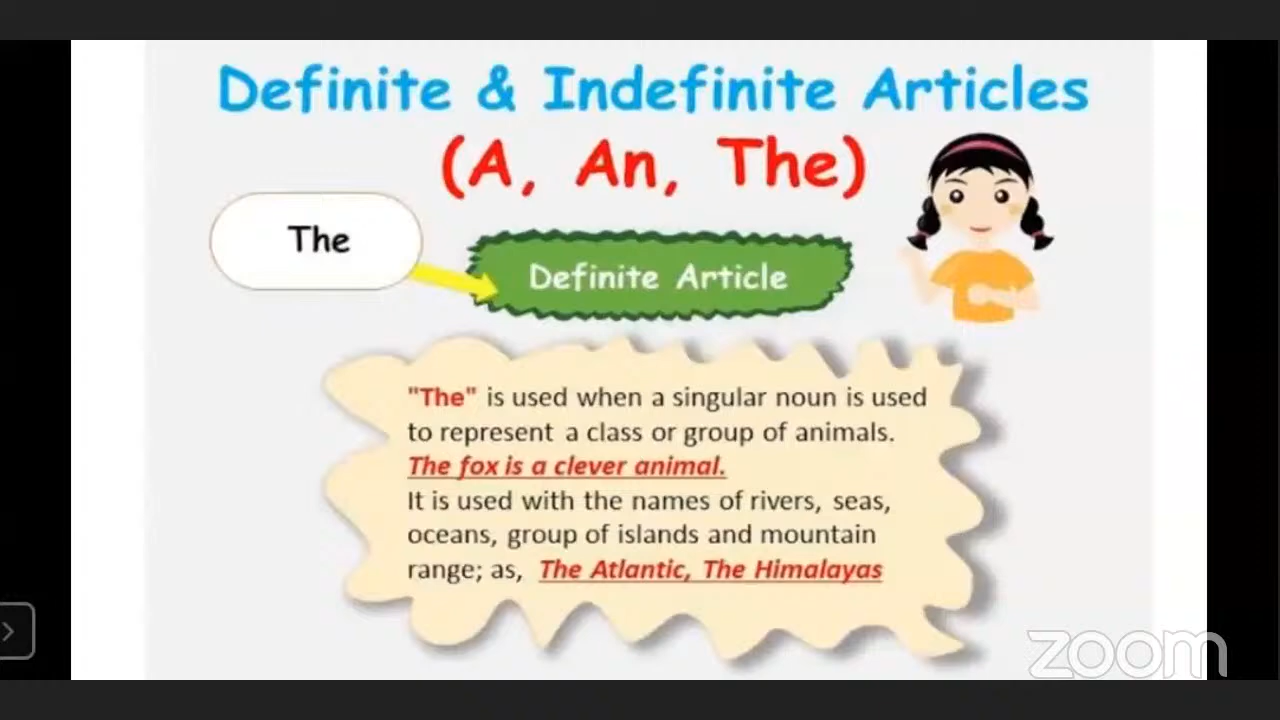 Definite & Indefinite Articles
(A, An, The)
The
Definite Article
"The" is used when a singular noun is used
to represent a class or group of animals.
The fox is a clever animal.
It is used with the names of rivers, seas,
oceans, group of islands and mountain
range; as, The Atlantic, The Himalayas
zoom